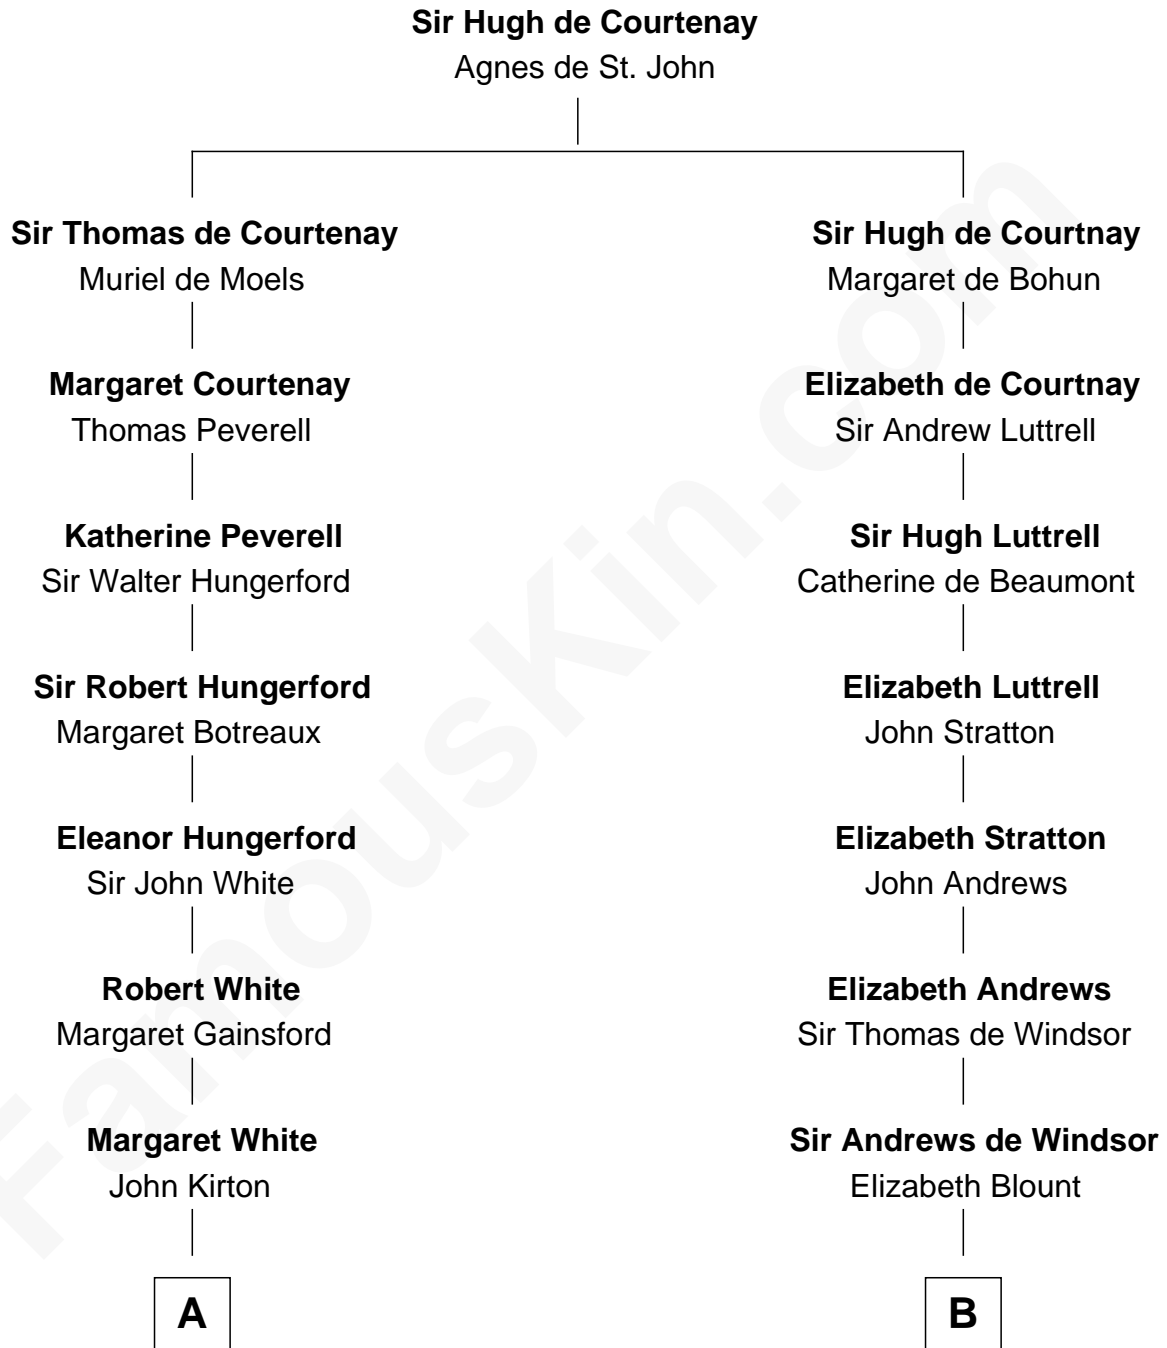 Sir Hugh de Courtenay
Agnes de St. John
Sir Thomas de Courtenay
Muriel de Moels
Sir Hugh de Courtnay
Margaret de Bohun
Margaret Courtenay
Thomas Peverell
Elizabeth de Courtnay
Sir Andrew Luttrell
Katherine Peverell
Sir Walter Hungerford
Sir Hugh Luttrell
Catherine de Beaumont
Sir Robert Hungerford
Margaret Botreaux
Elizabeth Luttrell
John Stratton
Eleanor Hungerford
Sir John White
Elizabeth Stratton
John Andrews
Robert White
Margaret Gainsford
Elizabeth Andrews
Sir Thomas de Windsor
Margaret White
John Kirton
Sir Andrews de Windsor
Elizabeth Blount
A
B
FamousKin.com